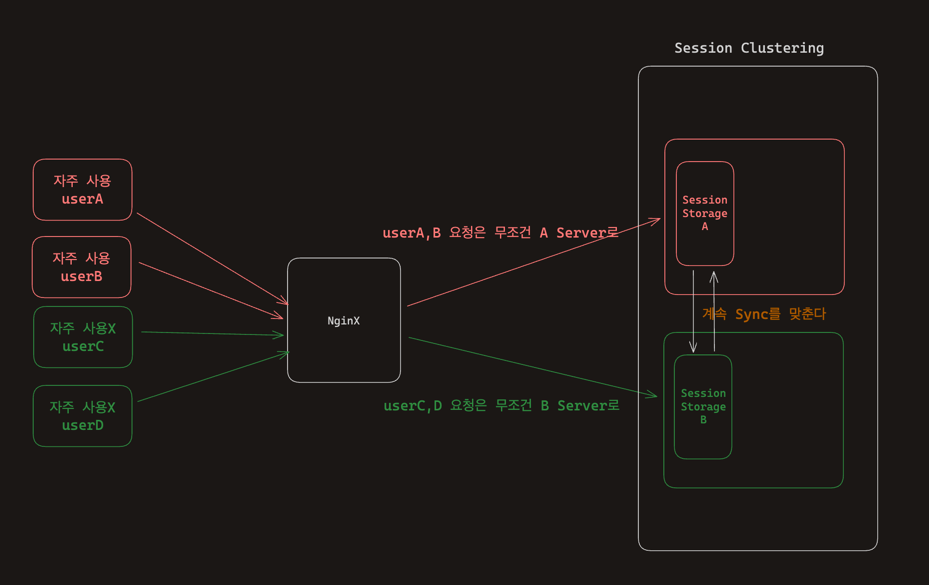 Session Clustering
자주 사용
userA
자주 사용
userB
자주 사용X
userC
자주 사용X
userD
NginX
userA,B 요청은 무조건 A Server로
userC,D 요청은 무조건 B Server로
Session
Storage
A
계속 Sync를 맞춘다
Session
Storage
B